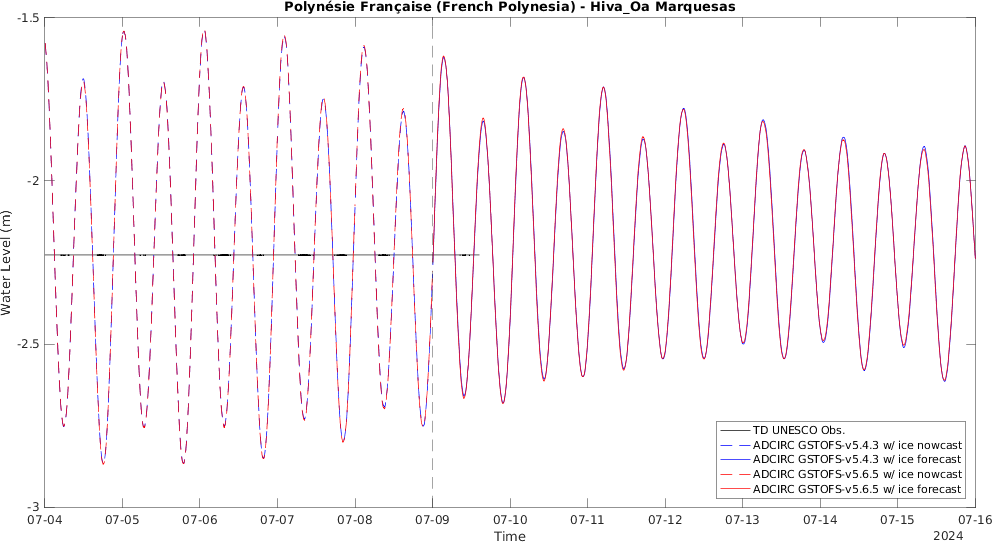 Polynésie Française (French Polynesia) - Hiva_Oa Marquesas
-1.5
-2
-2.5
-3
Water Level (m)
TD UNESCO Obs.
ADCIRC GSTOFS-v5.4.3 w/ ice nowcast
ADCIRC GSTOFS-v5.4.3 w/ ice forecast
ADCIRC GSTOFS-v5.6.5 w/ ice nowcast
ADCIRC GSTOFS-v5.6.5 w/ ice forecast
07-04 07-05 07-06 07-07 07-08 07-09 07-10 07-11 07-12 07-13 07-14 07-15 07-16
Time
2024